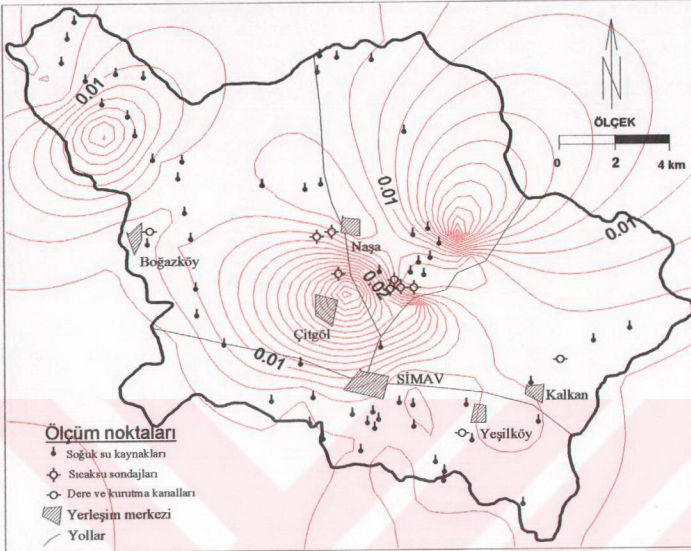 0.01
ÖLÇEK
0 2 4 km
0.01
0.01
Naşa
Boğazköy
0.02
Çitgöl
0.01
SİMAV
Kalkan
Yeşilköy
Ölçüm noktaları
Soğuk su kaynakları
Sıcaksu sondajları
Dere ve kurutma kanalları
Yerleşim merkezi
Yollar